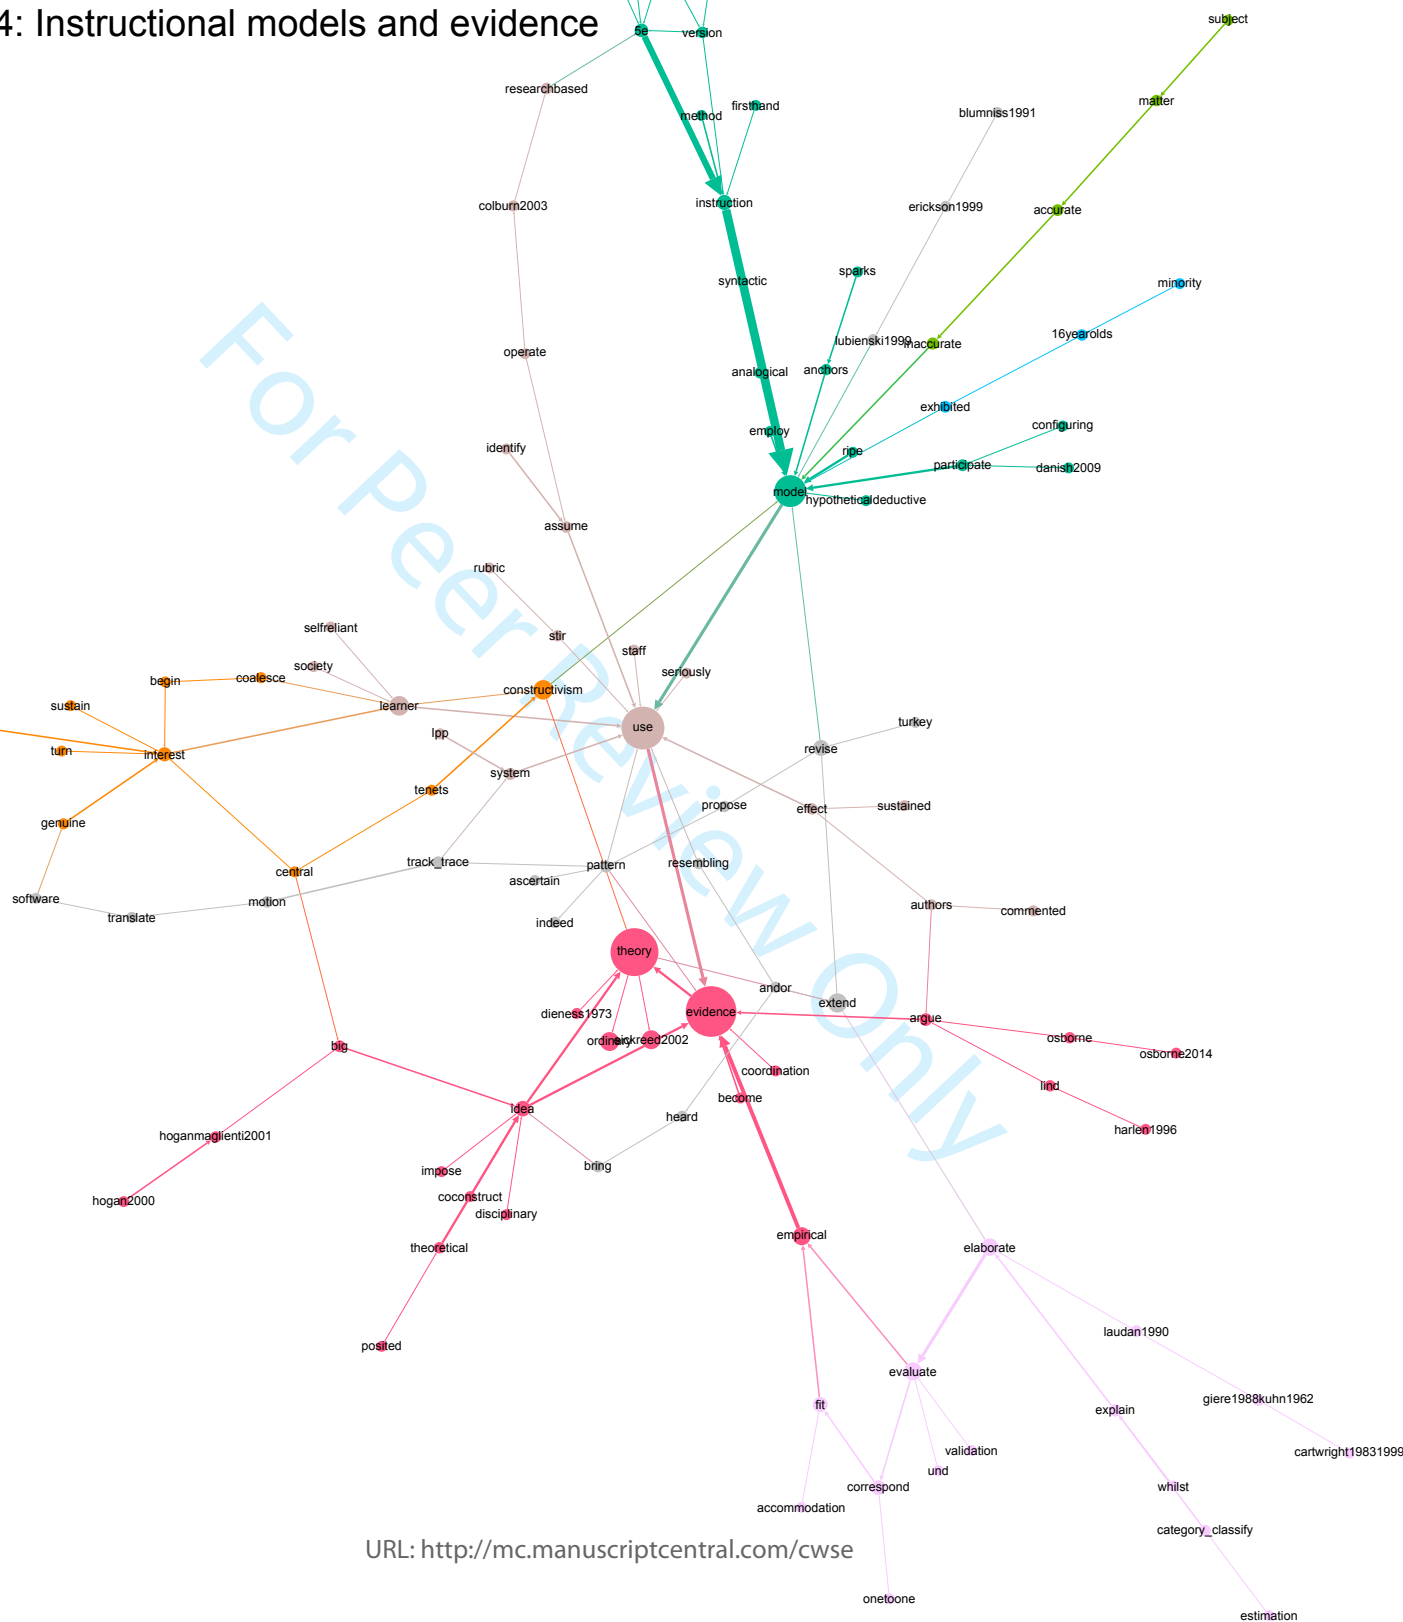 4: Instructional models and evidence
subject
5e
version
researchbased
matter
firsthand
method
blumniss1991
instruction
colburn2003
erickson1999
accurate
sparks
syntactic
minority
16yearolds
lubienski1999
inaccurate
operate
analogical
anchors
exhibited
configuring
employ
identify
ripe
participate
danish2009
model
hypotheticaldeductive
assume
rubric
selfreliant
stir
staff
society
seriously
begin
coalesce
constructivism
sustain
learner
use
turkey
lpp
revise
turn
interest
system
tenets
propose
effect
sustained
genuine
track_trace
pattern
resembling
central
ascertain
software
motion
translate
indeed
authors
commented
theory
andor
extend
dieness1973
evidence
argue
osborne
big
osborne2014
coordination
lind
become
idea
heard
harlen1996
hoganmaglienti2001
bring
impose
coconstruct
hogan2000
disciplinary
empirical
theoretical
elaborate
posited
laudan1990
evaluate
giere1988kuhn1962
fit
explain
cartwright19831999
validation
und
correspond
whilst
accommodation
category_classify
onetoone
estimation
For Peer Review Only
URL: http://mc.manuscriptcentral.com/cwse